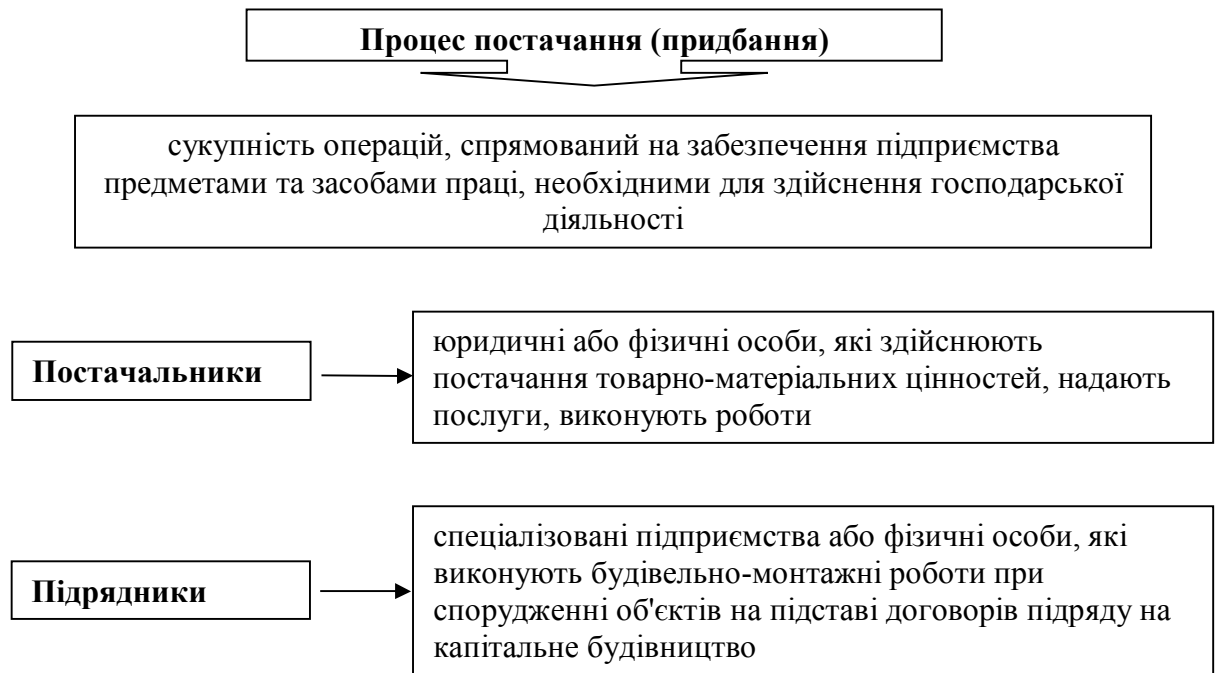 Процес постачання (придбання)
сукупність операцій, спрямований на забезпечення підприємства
предметами та засобами праці, необхідними для здійснення господарської
діяльності
Постачальники
юридичні або фізичні особи, які здійснюють
постачання товарно-матеріальних цінностей, надають
послуги, виконують роботи
Підрядники
спеціалізовані підприємства або фізичні особи, які
виконують будівельно-монтажні роботи при
спорудженні об'єктів на підставі договорів підряду на
капітальне будівництво